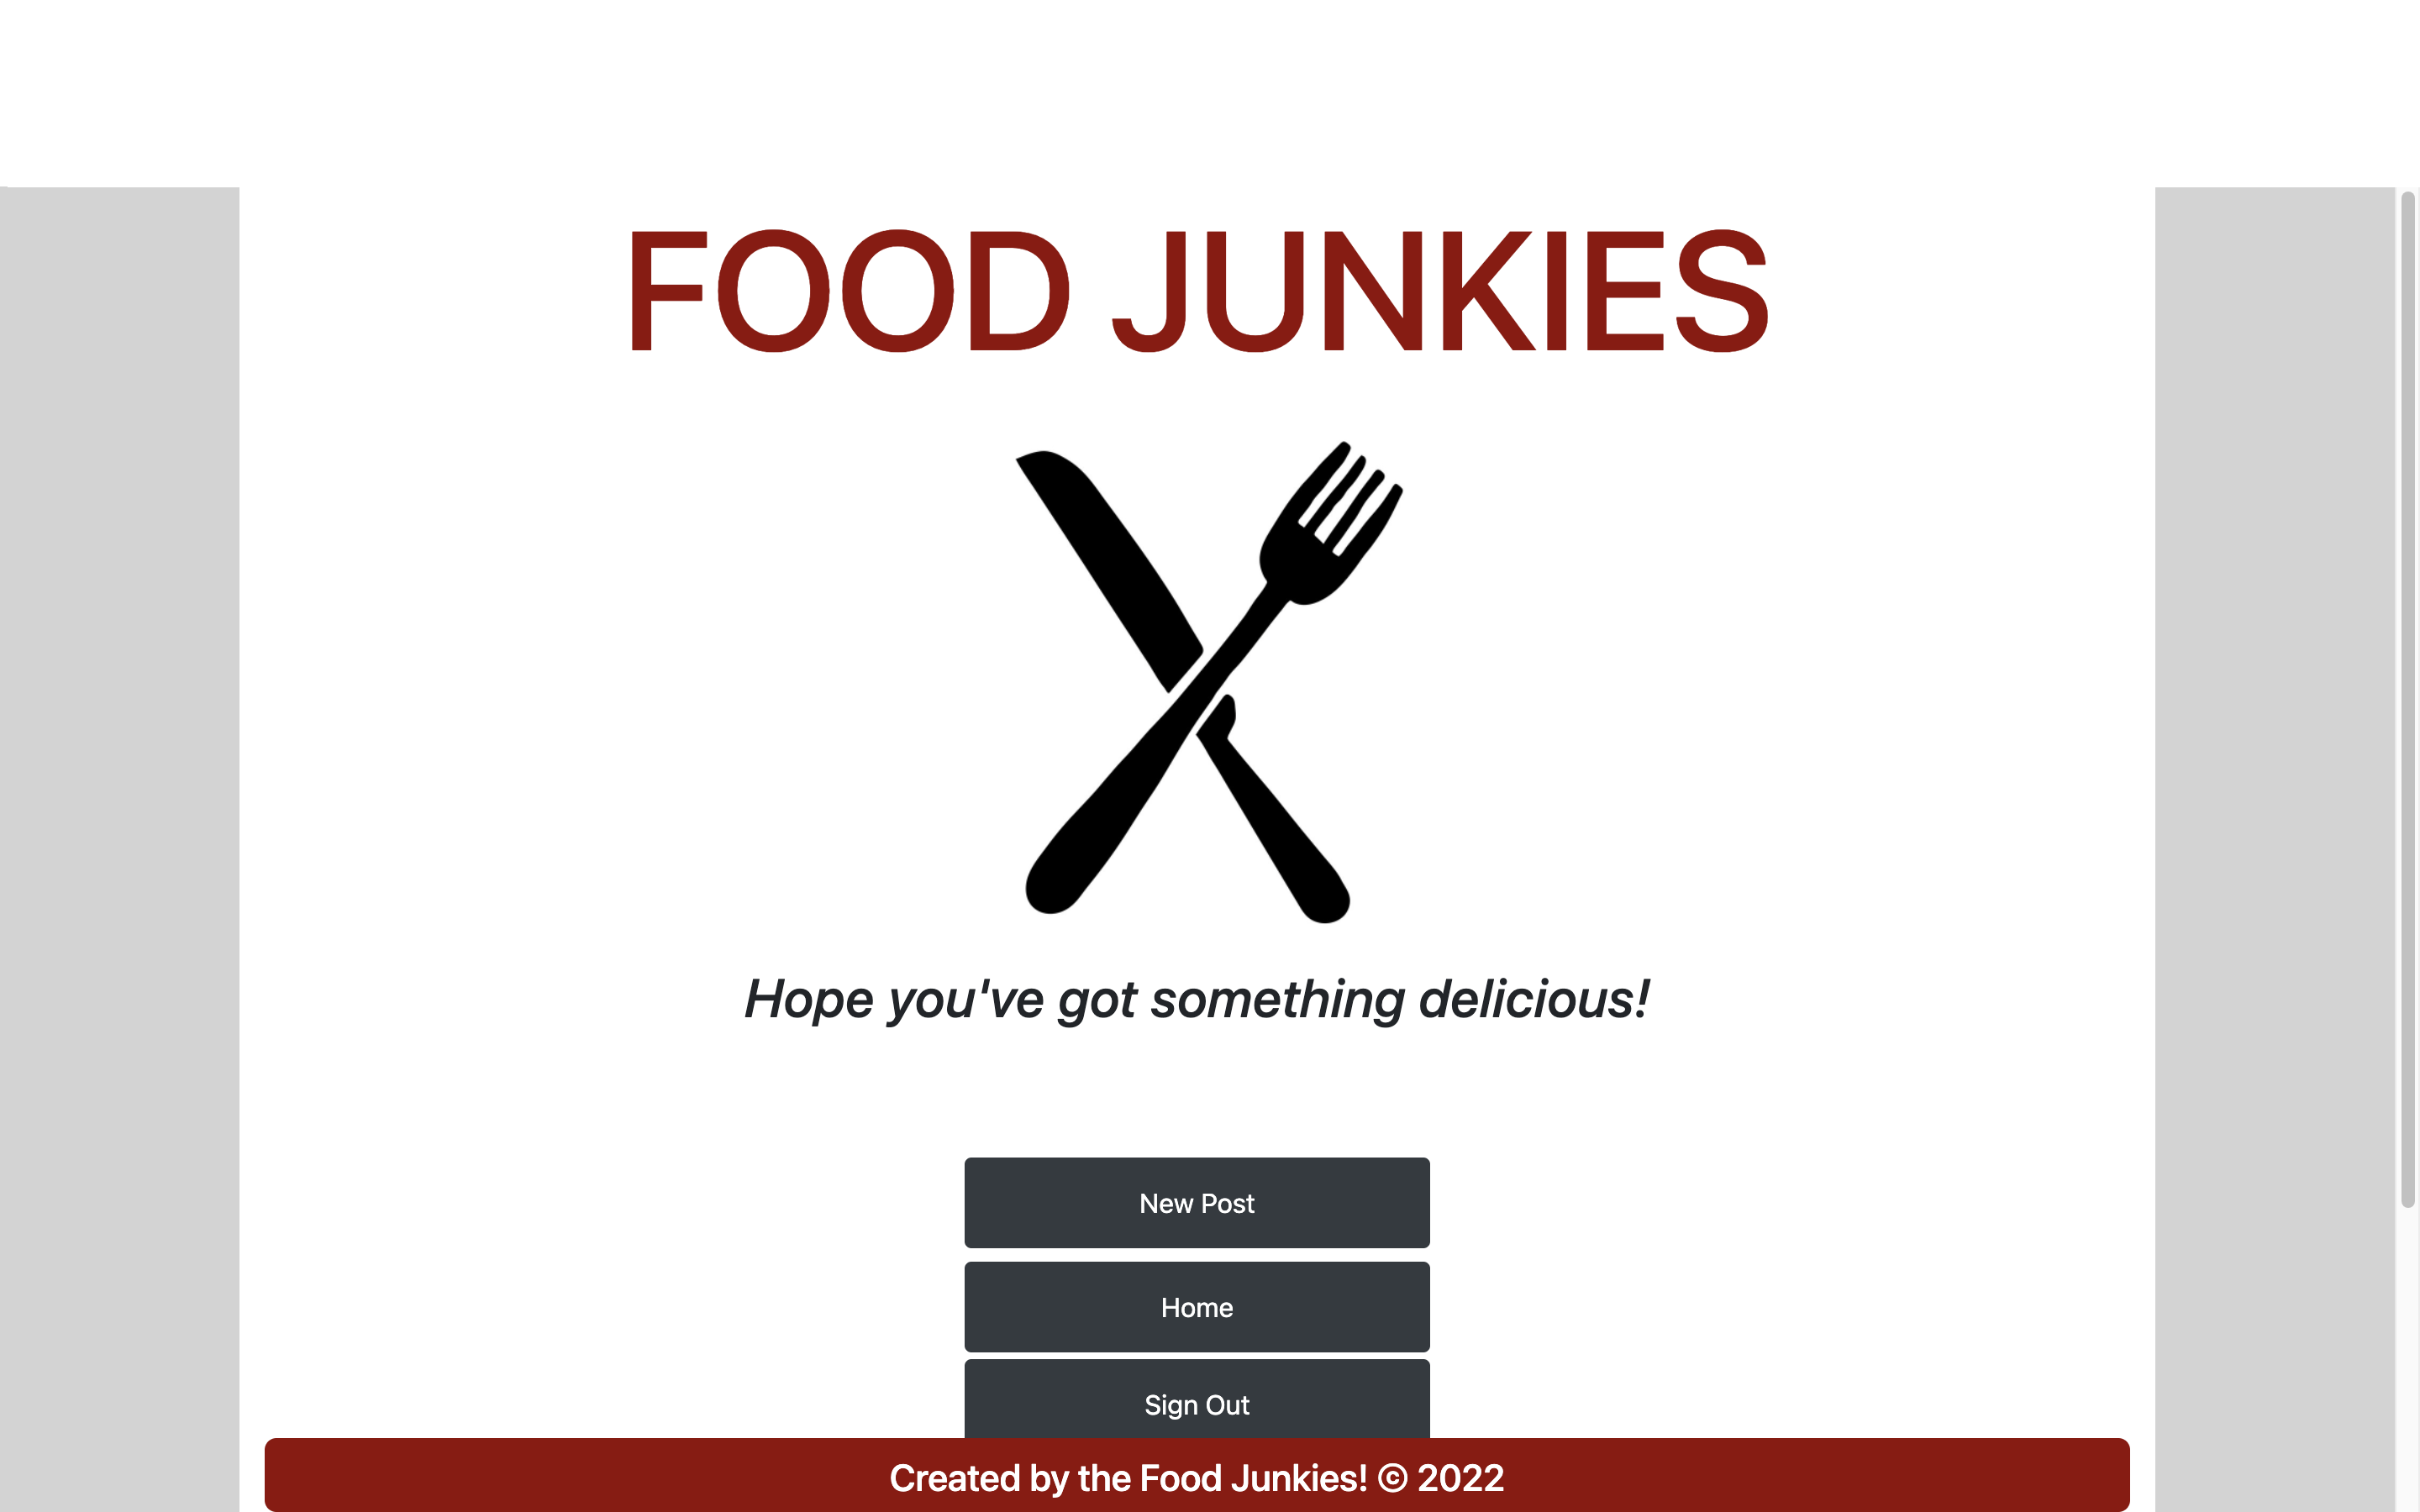 FOOD JUNKIES
Hope you've got something delicious!
New Post
Home
Sign Out
Created by the Food Junkies! © 2022